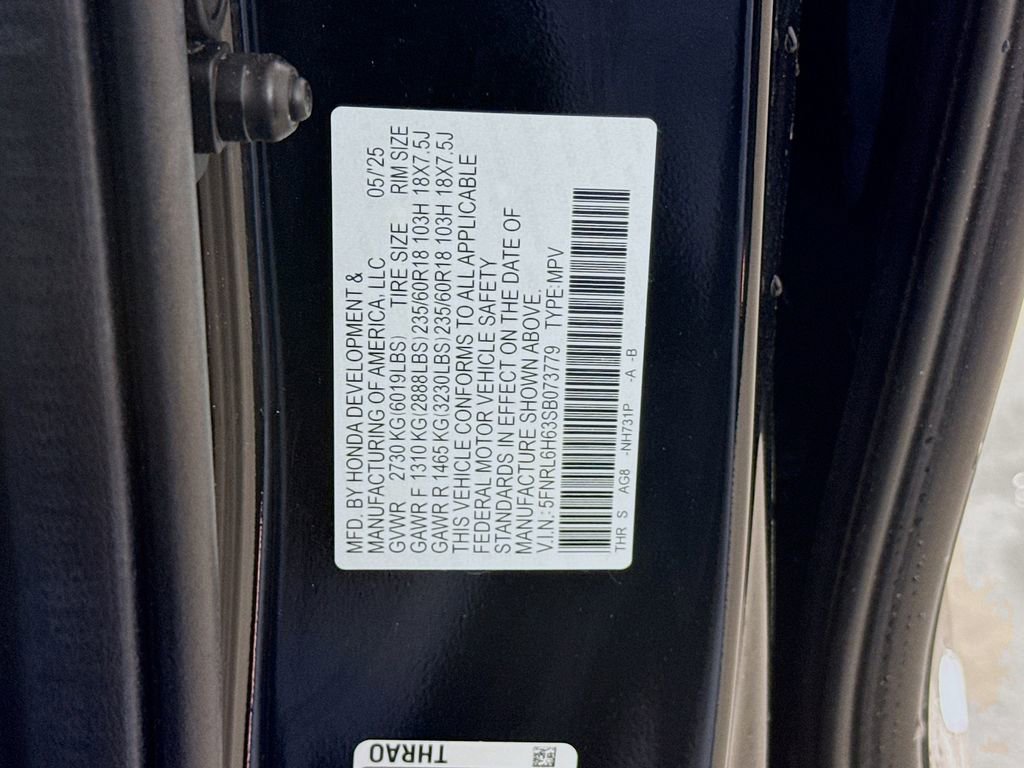 MFD. BY HONDA DEVELOPMENT &
MANUFACTURING OF AMERICA, LLC 05/'25
GVWR 2730 KG(6019LBS) TIRE SIZE RIM SIZE
GAWR F 1310 KG(2888LBS) 235/60R18 103H 18X7.5J
GAWR R 1465 KG(3230LBS) 235/60R18 103H 18X7.5J
THIS VEHICLE CONFORMS TO ALL APPLICABLE
FEDERAL MOTOR VEHICLE SAFETY
STANDARDS IN EFFECT ON THE DATE OF
MANUFACTURE SHOWN ABOVE.
V.I.N.: 5FNRL6H63SB073779 TYPE:MPV
THR S AG8 -NH731P -A -B
THRA0